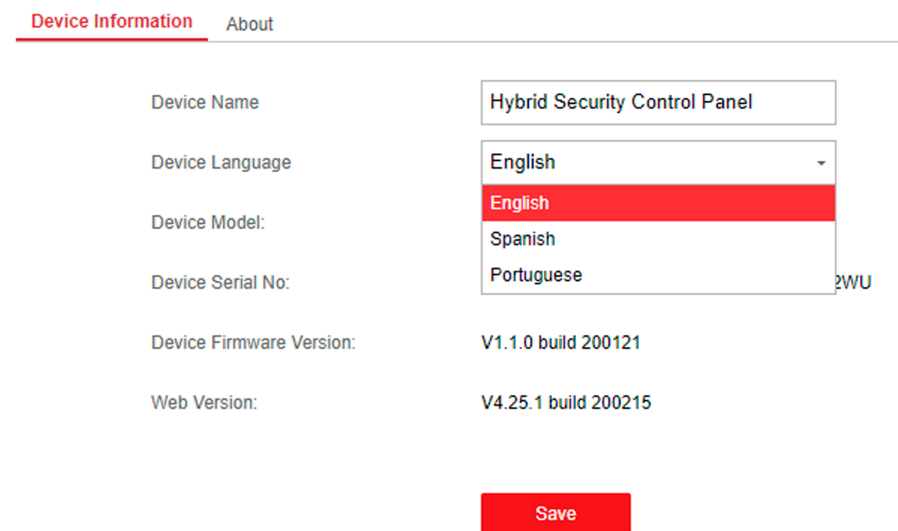 Device Information About
Device Name Hybrid Security Control Panel
Device Language English
English
Device Model:
Spanish
Portuguese
Device Serial No: 2WU
Device Firmware Version: V1.1.0 build 200121
Web Version: V4.25.1 build 200215
Save